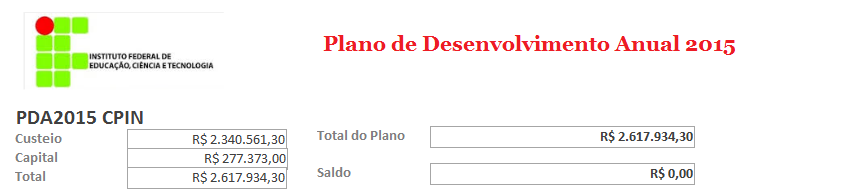 INSTITUTO FEDERAL DE
EDUCAÇÃO, CIÊNCIA E TECNOLOGIA
Plano de Desenvolvimento Anual 2015
PDA2015 CPIN
Custeio R$ 2.340.561,30
Capital R$ 277.373,00
Total R$ 2.617.934,30
Total do Plano R$ 2.617.934,30
Saldo R$ 0,00